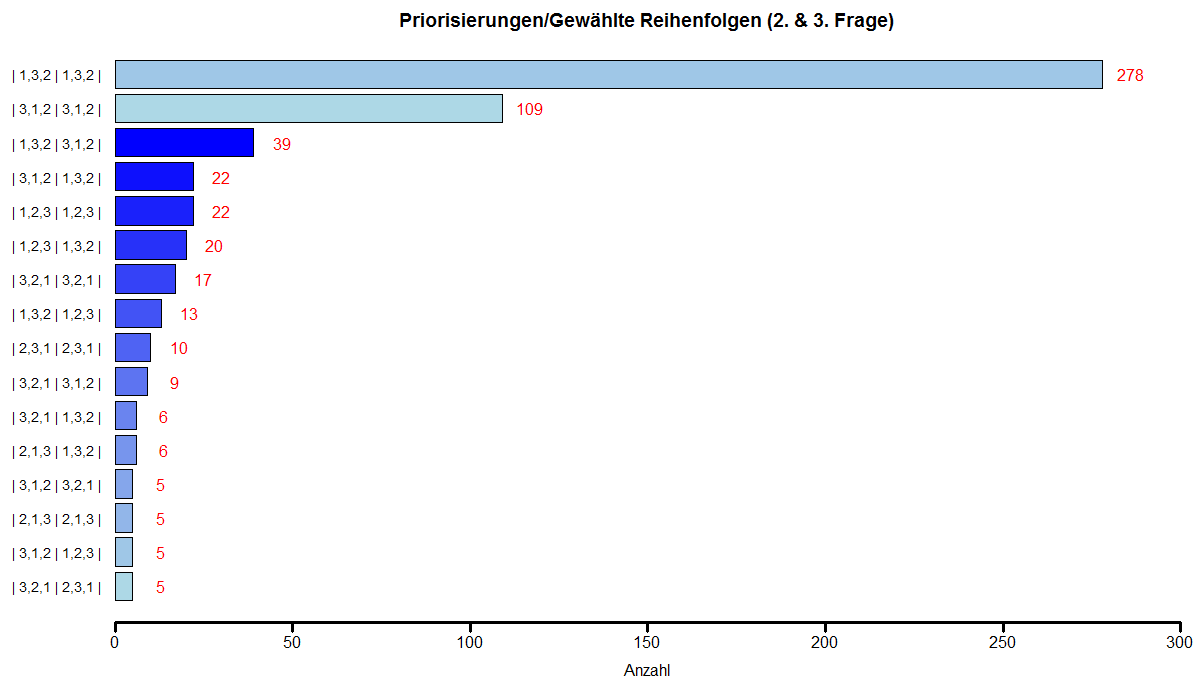 Priorisierungen/Gewählte Reihenfolgen (2. & 3. Frage)
| 1,3,2 | 1,3,2 | 278
| 3,1,2 | 3,1,2 | 109
| 1,3,2 | 3,1,2 | 39
| 3,1,2 | 1,3,2 | 22
| 1,2,3 | 1,2,3 | 22
| 1,2,3 | 1,3,2 | 20
| 3,2,1 | 3,2,1 | 17
| 1,3,2 | 1,2,3 | 13
| 2,3,1 | 2,3,1 | 10
| 3,2,1 | 3,1,2 | 9
| 3,2,1 | 1,3,2 | 6
| 2,1,3 | 1,3,2 | 6
| 3,1,2 | 3,2,1 | 5
| 2,1,3 | 2,1,3 | 5
| 3,1,2 | 1,2,3 | 5
| 3,2,1 | 2,3,1 | 5
0 50 100 150 200 250 300
Anzahl